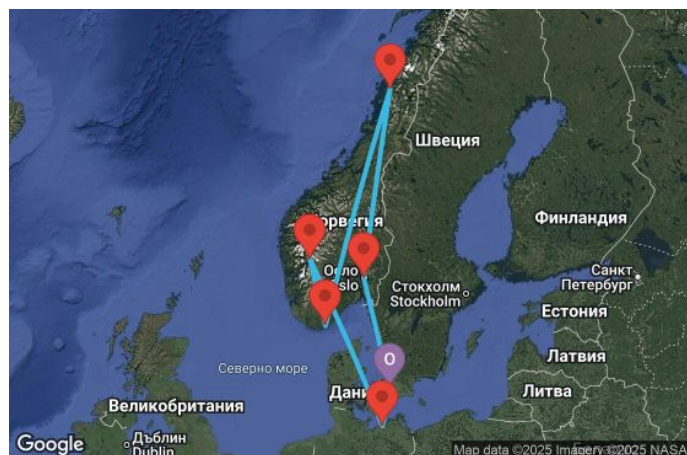 Швеция
Норвегия
Финландия
Осло
Oslo
Стокхолм
Stockholm
Санкт
Петербург
Естония
Северно море
О
Латвия
Дани
Литва
Великобритания
Дъблин
Dublin
Google
Map data ©2025 Imagery ©2025 NASA